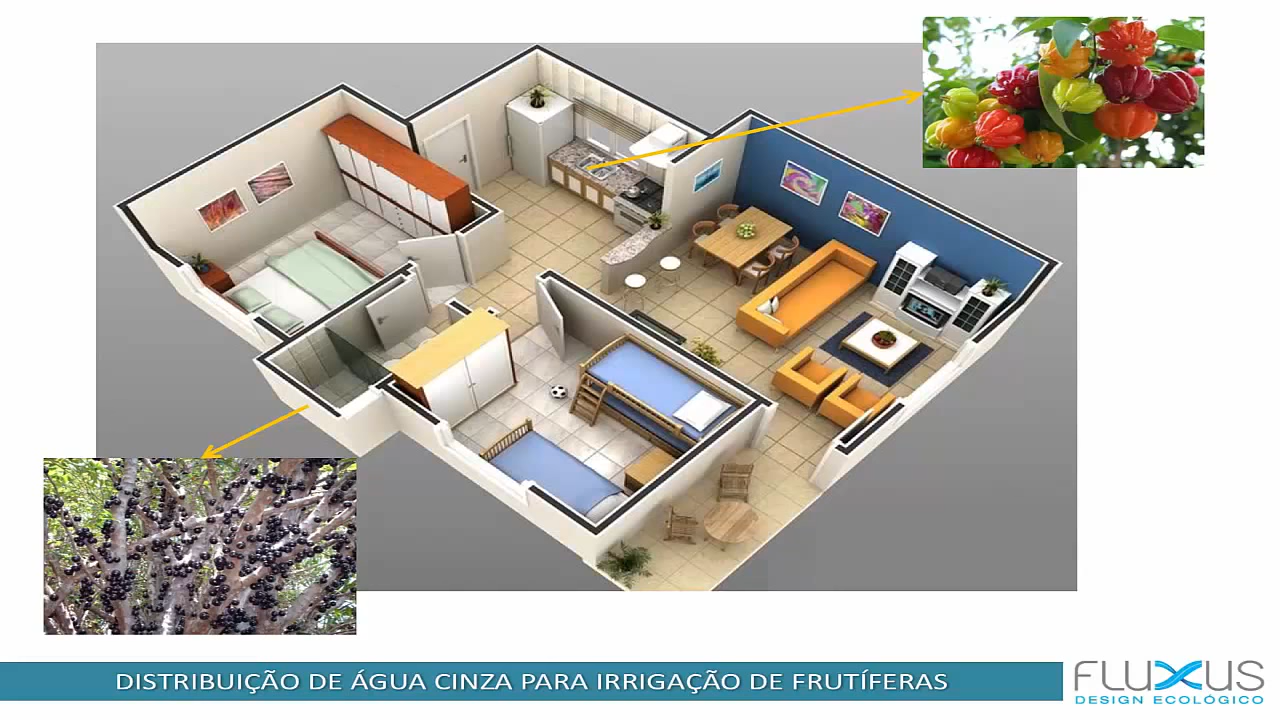 DISTRIBUIÇÃO DE ÁGUA CINZA PARA IRRIGAÇÃO DE FRUTÍFERAS
FLUXUS
DESIGN ECOLÓGICO